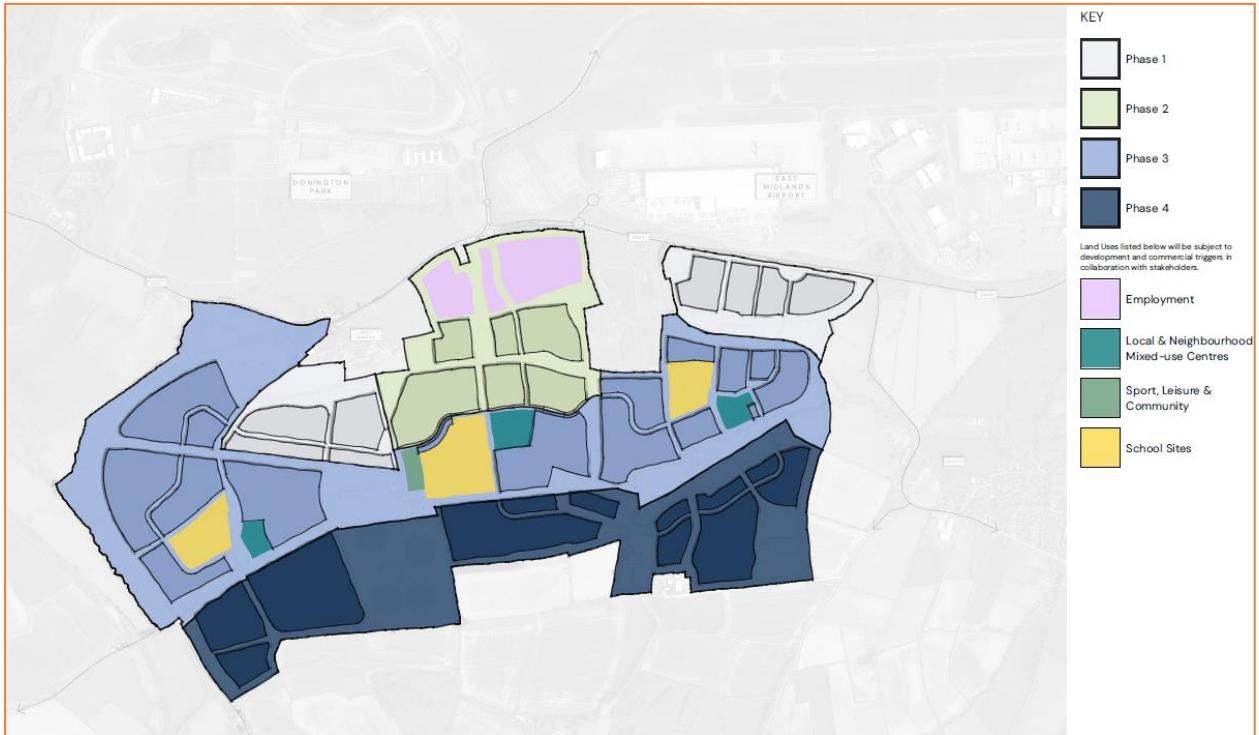 KEY
Phase 1
Phase 2
Phase 3
Phase 4
Land Uses listed below will be subject to
development and commercial triggers in
collaboration with stakeholders.
Employment
Local & Neighbourhood
Mixed-use Centres
Sport, Leisure &
Community
School Sites
DONINGTON
PARK
EAST
MIDLANDS
AIRPORT